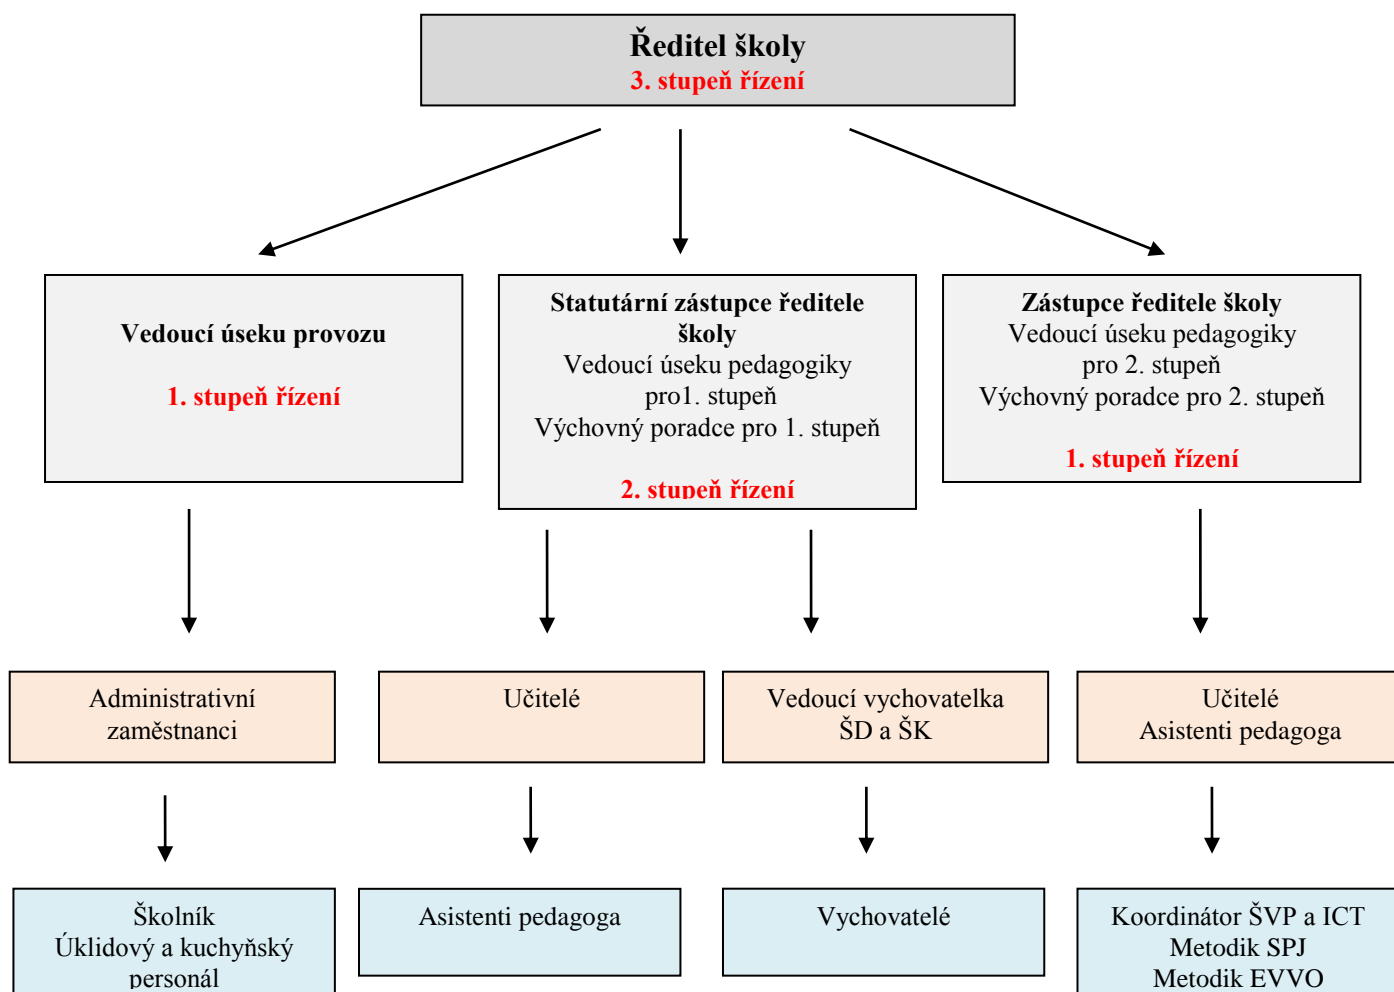 Ředitel školy
3. stupeň řízení
Vedoucí úseku provozu
1. stupeň řízení
Statutární zástupce ředitele
školy
Vedoucí úseku pedagogiky
pro1. stupeň
Výchovný poradce pro 1. stupeň
2. stupeň řízení
Zástupce ředitele školy
Vedoucí úseku pedagogiky
pro 2. stupeň
Výchovný poradce pro 2. stupeň
1. stupeň řízení
Administrativní
zaměstnanci
Učitelé
Vedoucí vychovatelka
ŠD a ŠK
Učitelé
Asistenti pedagoga
Školník
Úklidový a kuchyňský
personál
Asistenti pedagoga
Vychovatelé
Koordinátor ŠVP a ICT
Metodik SPJ
Metodik EVVO